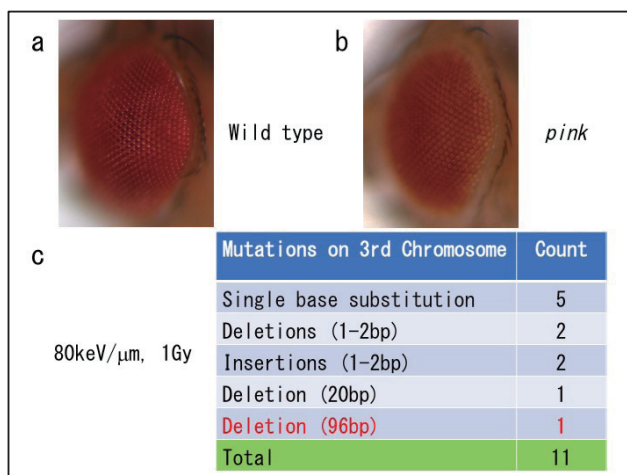 a
b
Wild type
pink
c
Mutations on 3rd Chromosome Count
Single base substitution 5
Deletions (1-2bp) 2
80keV/μm, 1Gy
Insertions (1-2bp) 2
Deletion (20bp) 1
Deletion (96bp) 1
Total 11